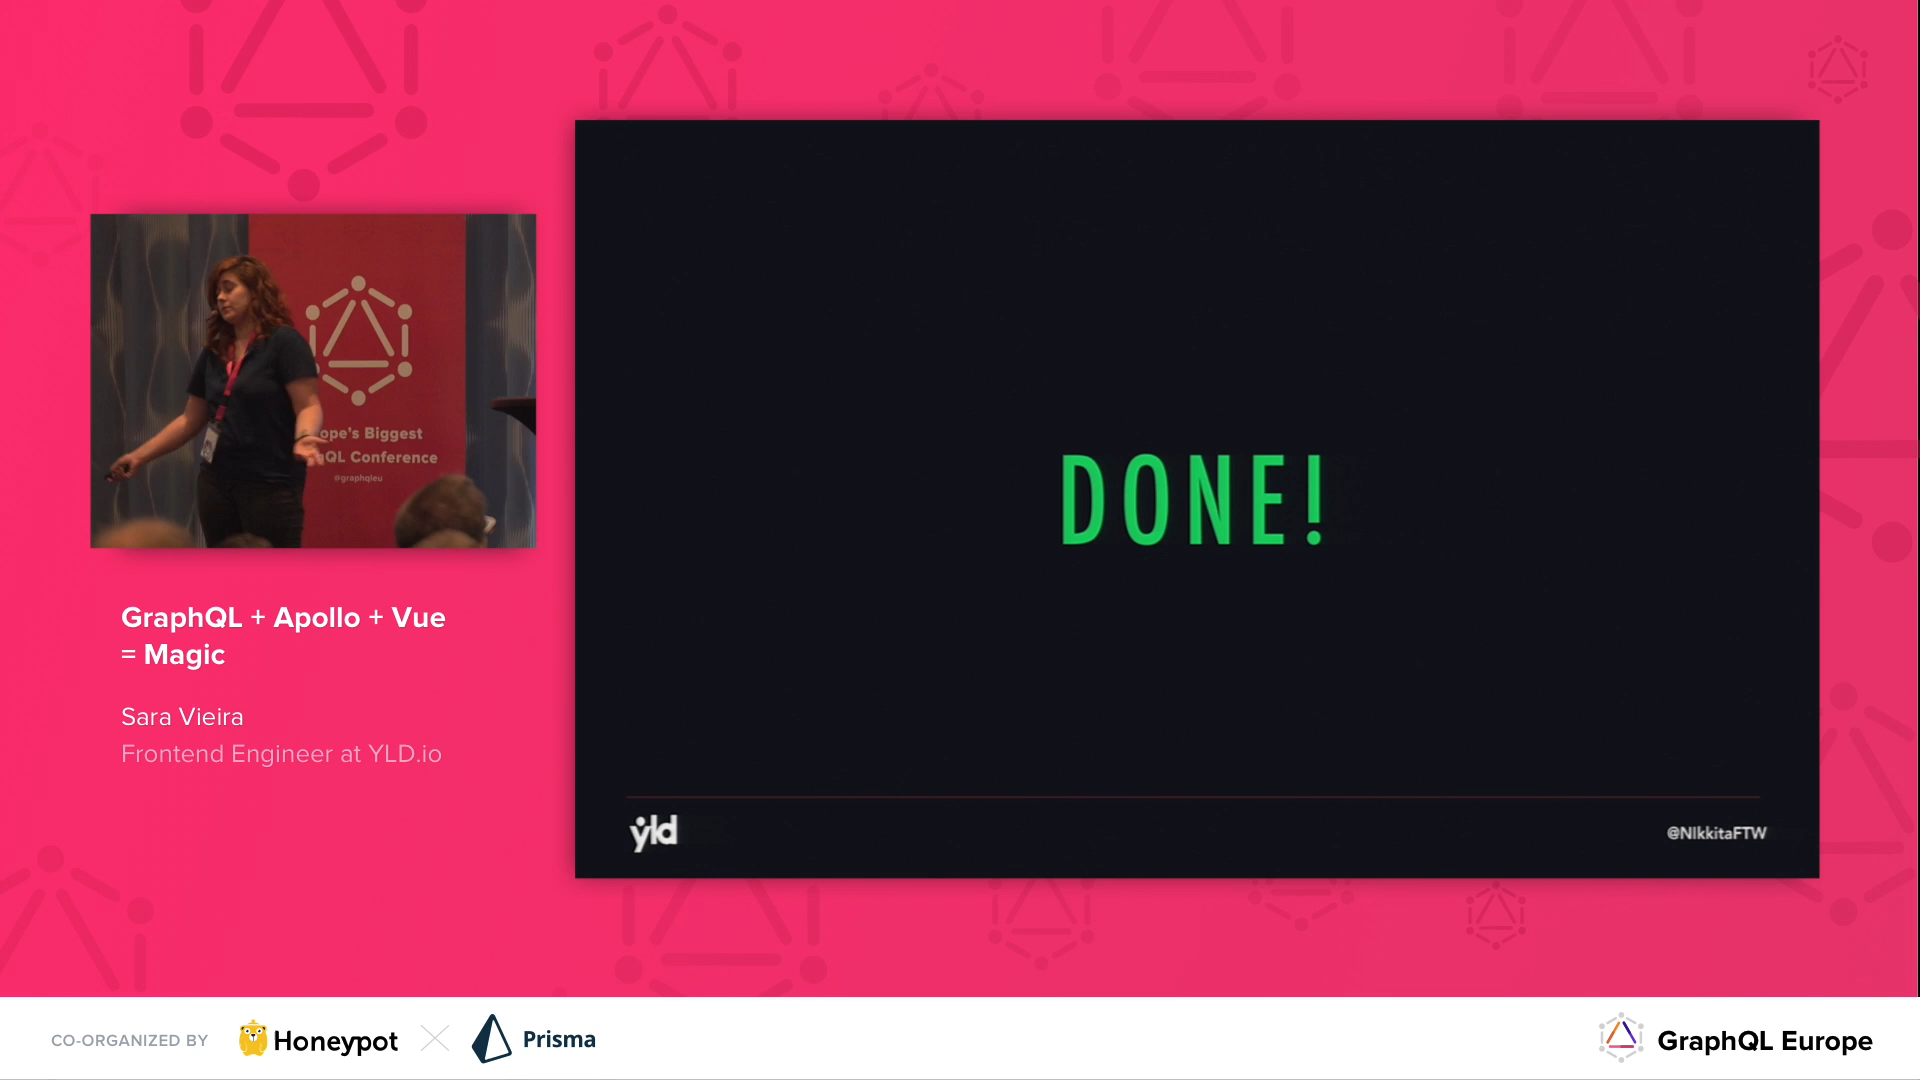 ope's Biggest
QL Conference
@graphqleu
GraphQL + Apollo + Vue
= Magic
Sara Vieira
Frontend Engineer at YLD.io
DONE!
yld
@NIkkitaFTW
CO-ORGANIZED BY
Honeypot
Prisma
GraphQL Europe